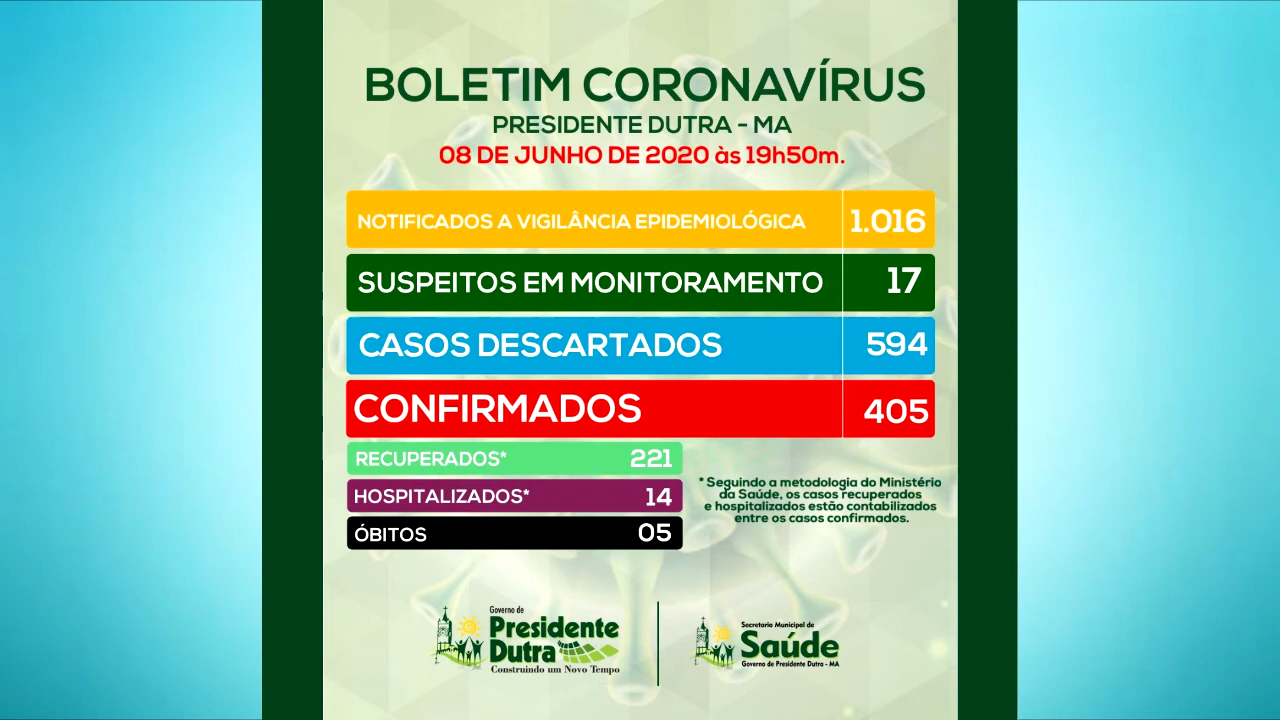 BOLETIM CORONAVÍRUS
PRESIDENTE DUTRA - MA
08 DE JUNHO DE 2020 às 19h50m.
NOTIFICADOS A VIGILÂNCIA EPIDEMIOLÓGICA 1.016
SUSPEITOS EM MONITORAMENTO 17
CASOS DESCARTADOS 594
CONFIRMADOS 405
RECUPERADOS* 221
HOSPITALIZADOS* 14
ÓBITOS 05
* Seguindo a metodologia do Ministério
da Saúde, os casos recuperados
e hospitalizados estão contabilizados
entre os casos confirmados.
Governo de
Presidente
Dutra
Construindo um Novo Tempo
Secretaria Municipal de
Saúde
Governo de Presidente Dutra - MA